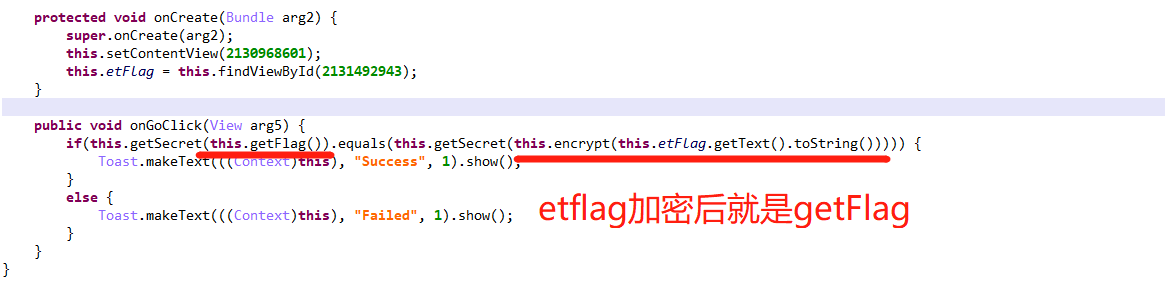 protected void onCreate(Bundle arg2) {
super.onCreate(arg2);
this.setContentView(2130968601);
this.etFlag = this.findViewById(2131492943);
}
public void onGoClick(View arg5) {
if(this.getSecret(this.getFlag()).equals(this.getSecret(this.encrypt(this.etFlag.getText().toString())))) {
Toast.makeText(((Context)this), "Success", 1).show();
}
else {
Toast.makeText(((Context)this), "Failed", 1).show();
}
}
}
etflag加密后就是getFlag